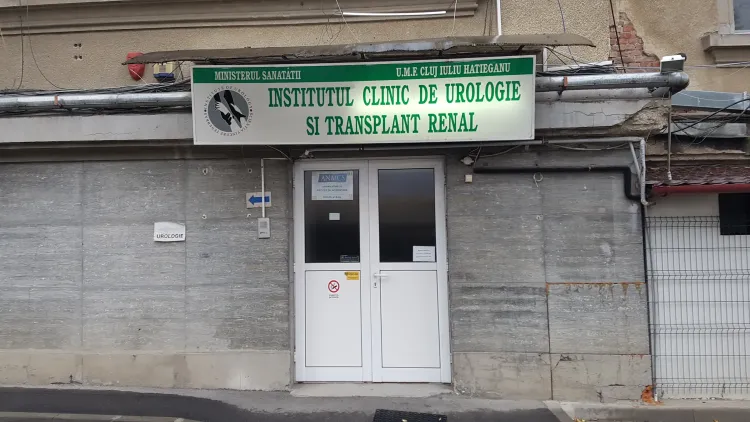 MINISTERUL SANATATII
U.M.F. CLUJ IULIU HATIEGANU
INSTITUTUL CLINIC DE UROLOGIE
SI TRANSPLANT RENAL
UROLOGIE